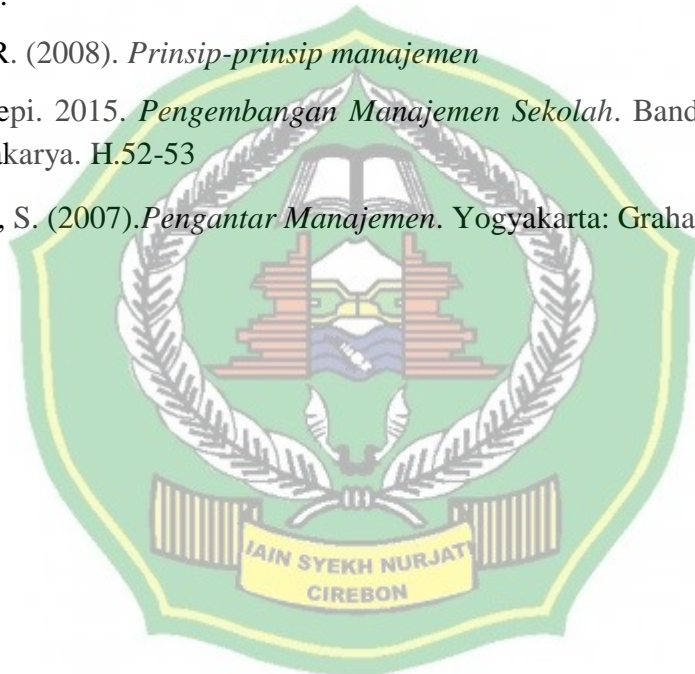 .
R. (2008). Prinsip-prinsip manajemen
epi. 2015. Pengembangan Manajemen Sekolah. Band
akarya. H.52-53
, S. (2007).Pengantar Manajemen. Yogyakarta: Graha
IAIN SYEKH NURJATI
CIREBON